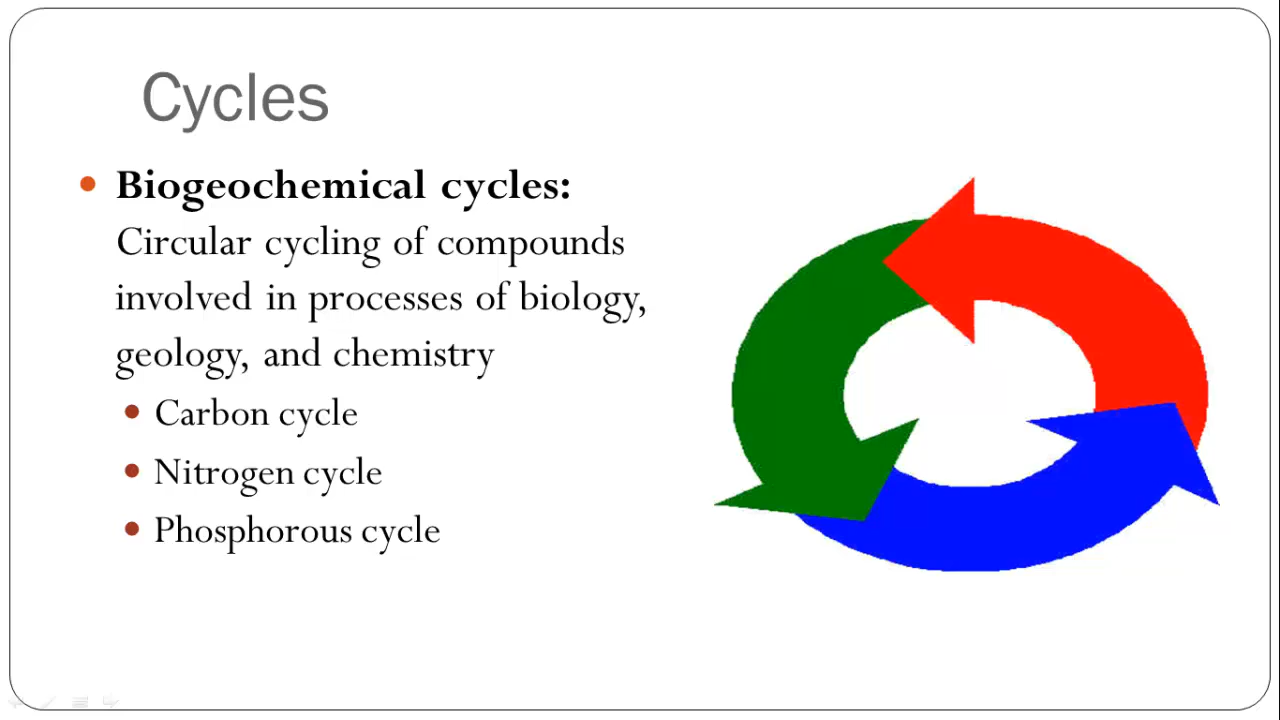 Cycles
Biogeochemical cycles:
Circular cycling of compounds
involved in processes of biology,
geology, and chemistry
Carbon cycle
Nitrogen cycle
Phosphorous cycle